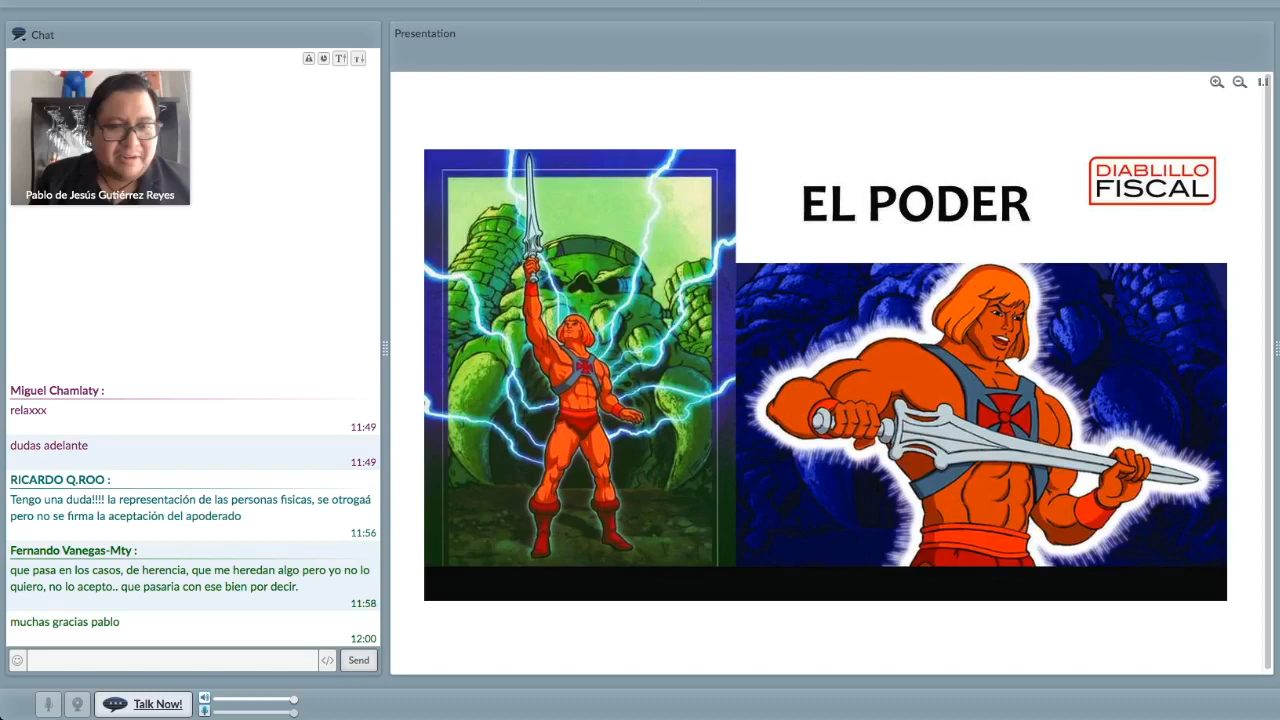 Chat
Presentation
Pablo de Jesús Gutiérrez Reyes
EL PODER
DIABLILLO
FISCAL
Miguel Chamlaty :
relaxxx
11:49
dudas adelante
11:49
RICARDO Q.ROO :
Tengo una duda!!!! la representación de las personas fisicas, se otrogaá
pero no se firma la aceptación del apoderado
11:56
Fernando Vanegas-Mty :
que pasa en los casos, de herencia, que me heredan algo pero yo no lo
quiero, no lo acepto.. que pasaria con ese bien por decir.
11:58
muchas gracias pablo
12:00
Send
Talk Now!